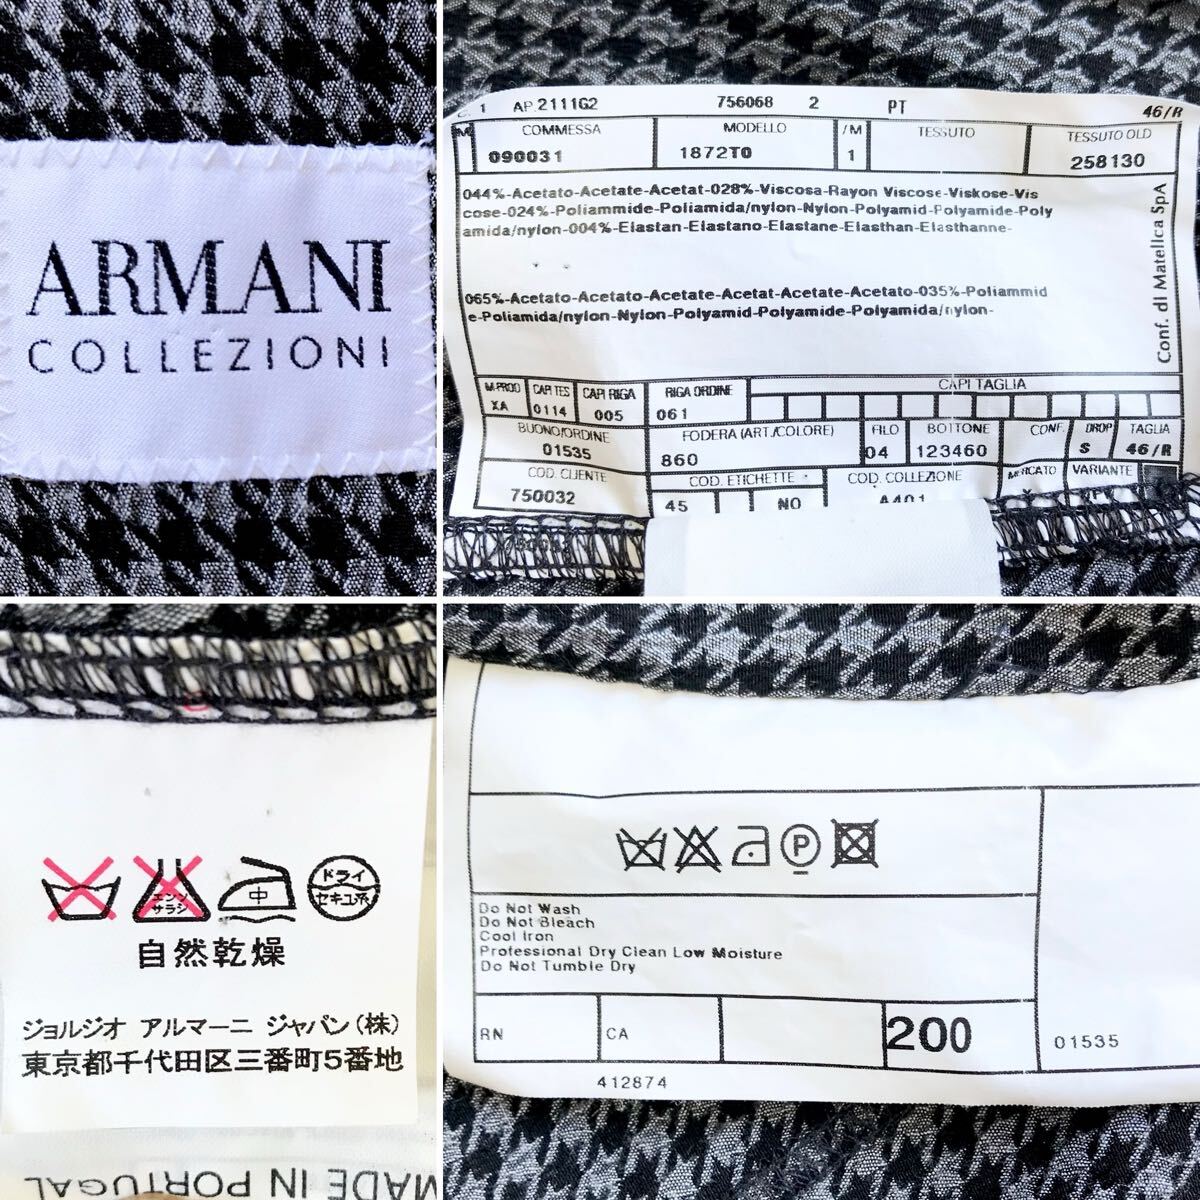 ARMANI
COLLEZIONI
1 AP 2111G2 756068 2 PT 46/R
COMMESSA MODELLO /M TESSUTO TESSUTO OLD
090031 1872T0 1 258130
044%-Acetato-Acetate-Acetat-028%-Viscosa-Rayon Viscose-Viskose-Vis
cose-024%-Poliammide-Poliamida/nylon-Nylon-Polyamid-Polyamide-Poly
amida/nylon-004%-Elastan-Elastano-Elastane-Elasthan-Elasthanne-
065%-Acetato-Acetato-Acetate-Acetat-Acetate-Acetato-035%-Poliammid
e-Poliamida/nylon-Nylon-Polyamid-Polyamide-Polyamida/nylon-
Conf. di Matelica SpA
M.PROD CAPI TES CAPI RIGA RIGA ORDINE CAPI TAGLIA
XA 0114 005 061
BUONO/ORDINE FODERA (ART./COLORE) FILO BOTTONE CONF. DROP TAGLIA
01535 860 04 123460 S 46/R
COD. CLIENTE COD. ETICHETTE COD. COLLEZIONE MERCATO VARIANTE
750032 45 NO A401
エンソ
サラシ
中
ドライ
セキユ系
自然乾燥
ジョルジオ アルマーニ ジャパン(株)
東京都千代田区三番町5番地
MADE IN PORTUGAL
P
Do Not Wash
Do Not Bleach
Cool Iron
Professional Dry Clean Low Moisture
Do Not Tumble Dry
RN CA 200 01535
412874